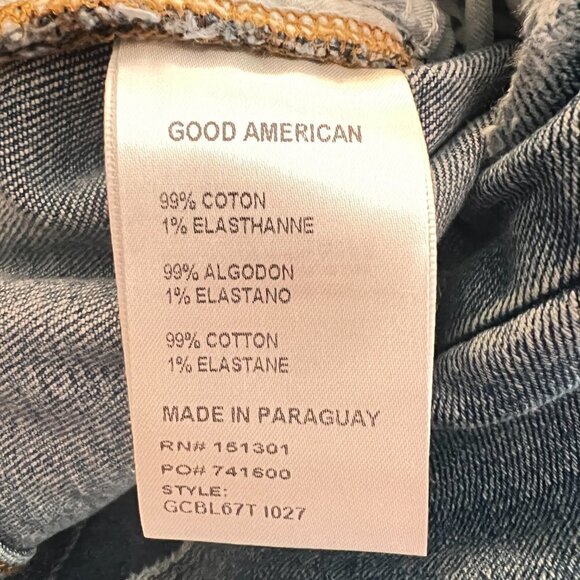 GOOD AMERICAN
99% COTON
1% ELASTHANNE
99% ALGODON
1% ELASTANO
99% COTTON
1% ELASTANE
MADE IN PARAGUAY
RN# 151301
PO# 741600
STYLE:
GCBL67T I027